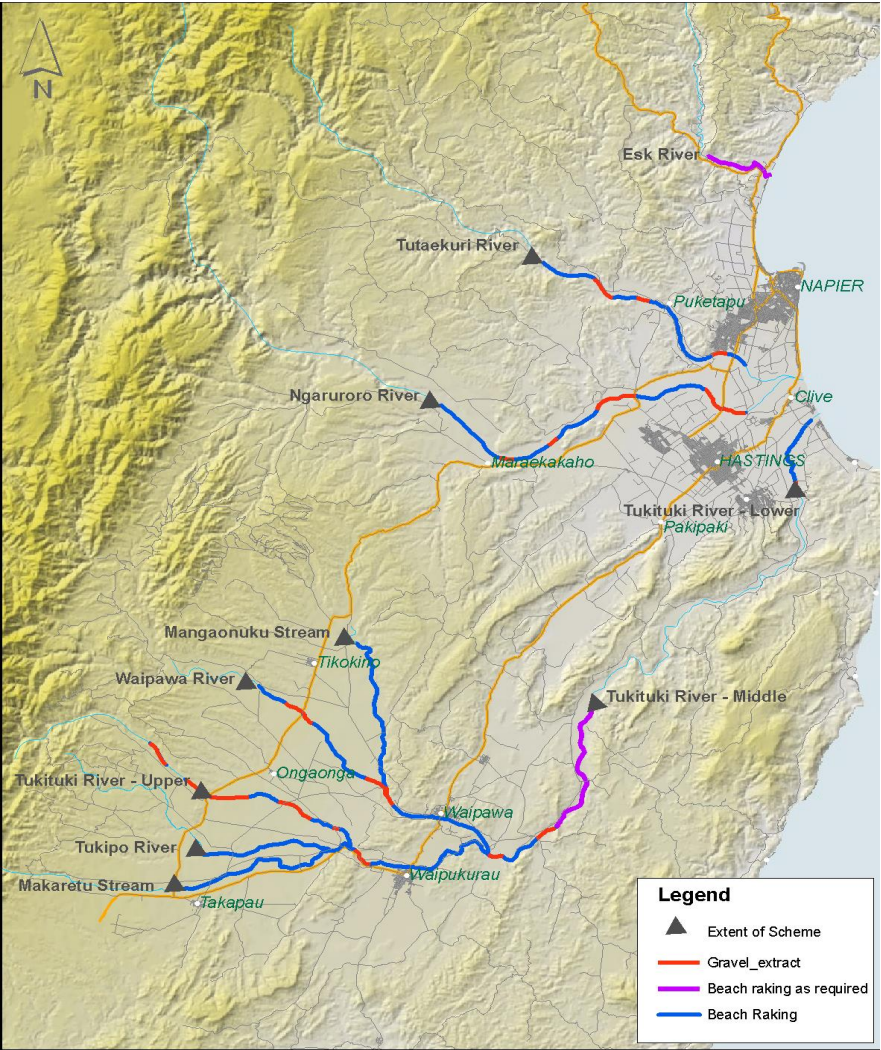 N
Esk River
Tutaekuri River
NAPIER
Puketapu
Ngaruroro River
Clive
Maraekakaho
HASTINGS
Tukituki River - Lower
Pakipaki
Mangaonuku Stream
Tikokino
Waipawa River
Tukituki River - Middle
Ongaonga
Tukituki River - Upper
Waipawa
Tukipo River
Waipukurau
Makaretu Stream
Takapau
Legend
Extent of Scheme
Gravel_extract
Beach raking as required
Beach Raking